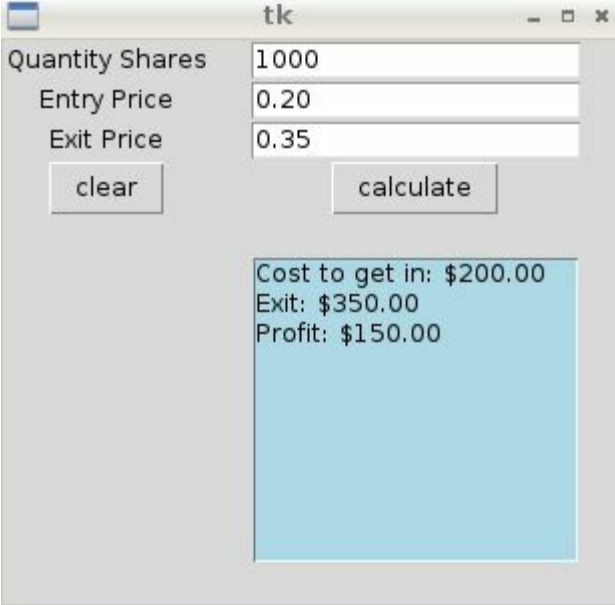 tk
Quantity Shares 1000
Entry Price 0.20
Exit Price 0.35
clear calculate
Cost to get in: $200.00
Exit: $350.00
Profit: $150.00